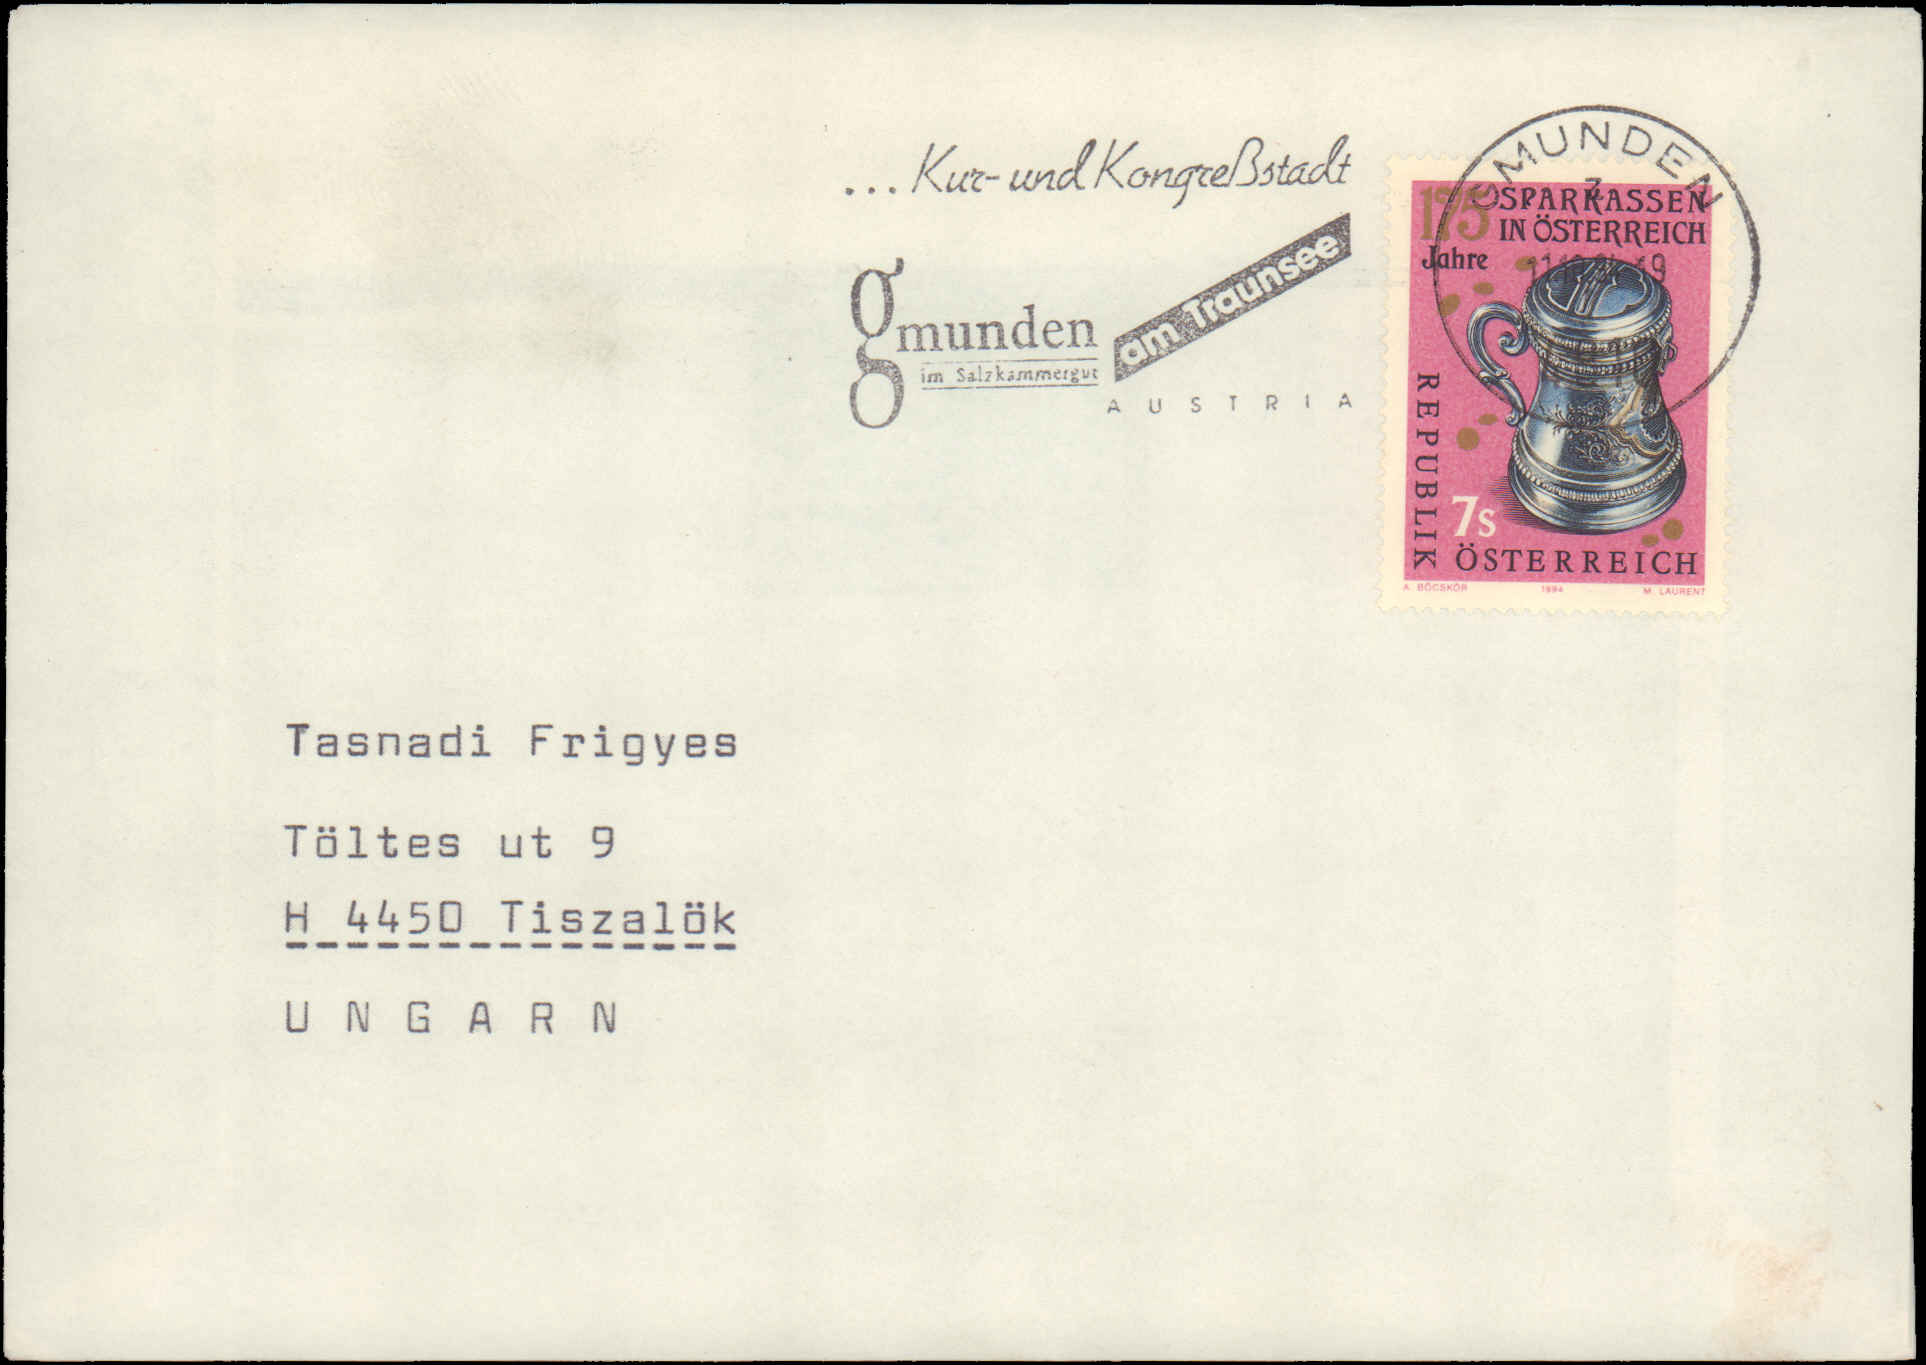 ... Kur- und Kongreßstadt
gmunden
im Salzkammergut
am Traunsee
AUSTRIA
GMUNDEN
175 SPARKASSEN
IN ÖSTERREICH
Jahre
REPUBLIK
7S
ÖSTERREICH
A. BÖCSKÖR 1994 M. LAURENT
Tasnadi Frigyes
Töltes ut 9
H 4450 Tiszalök
UNGARN